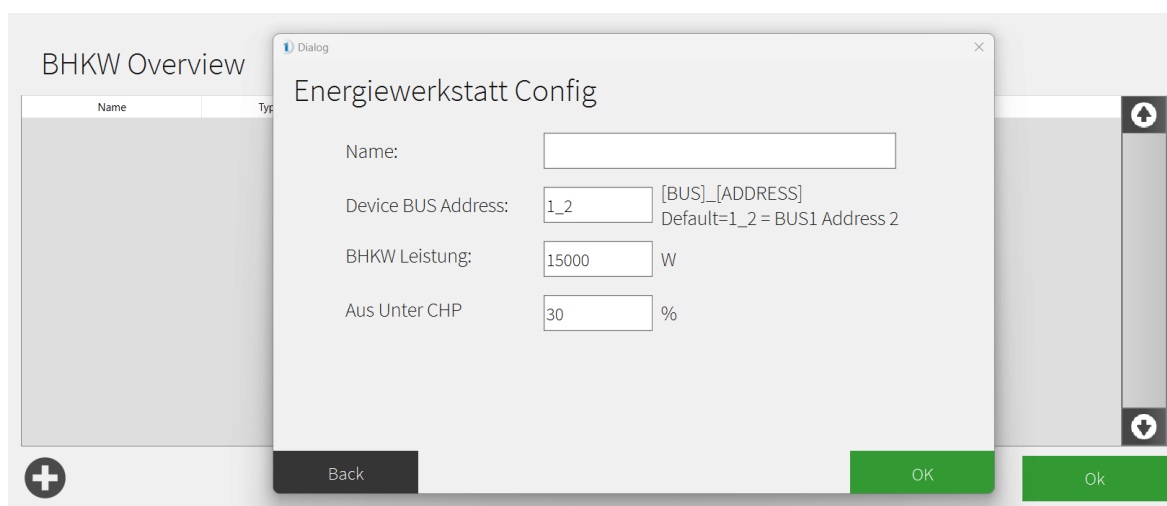 BHKW Overview
Name
Typ
Dialog
Energiewerkstatt Config
Name:
Device BUS Address:
1_2
[BUS]_[ADDRESS]
Default=1_2 = BUS1 Address 2
BHKW Leistung:
15000
W
Aus Unter CHP
30
%
Back
OK
Ok